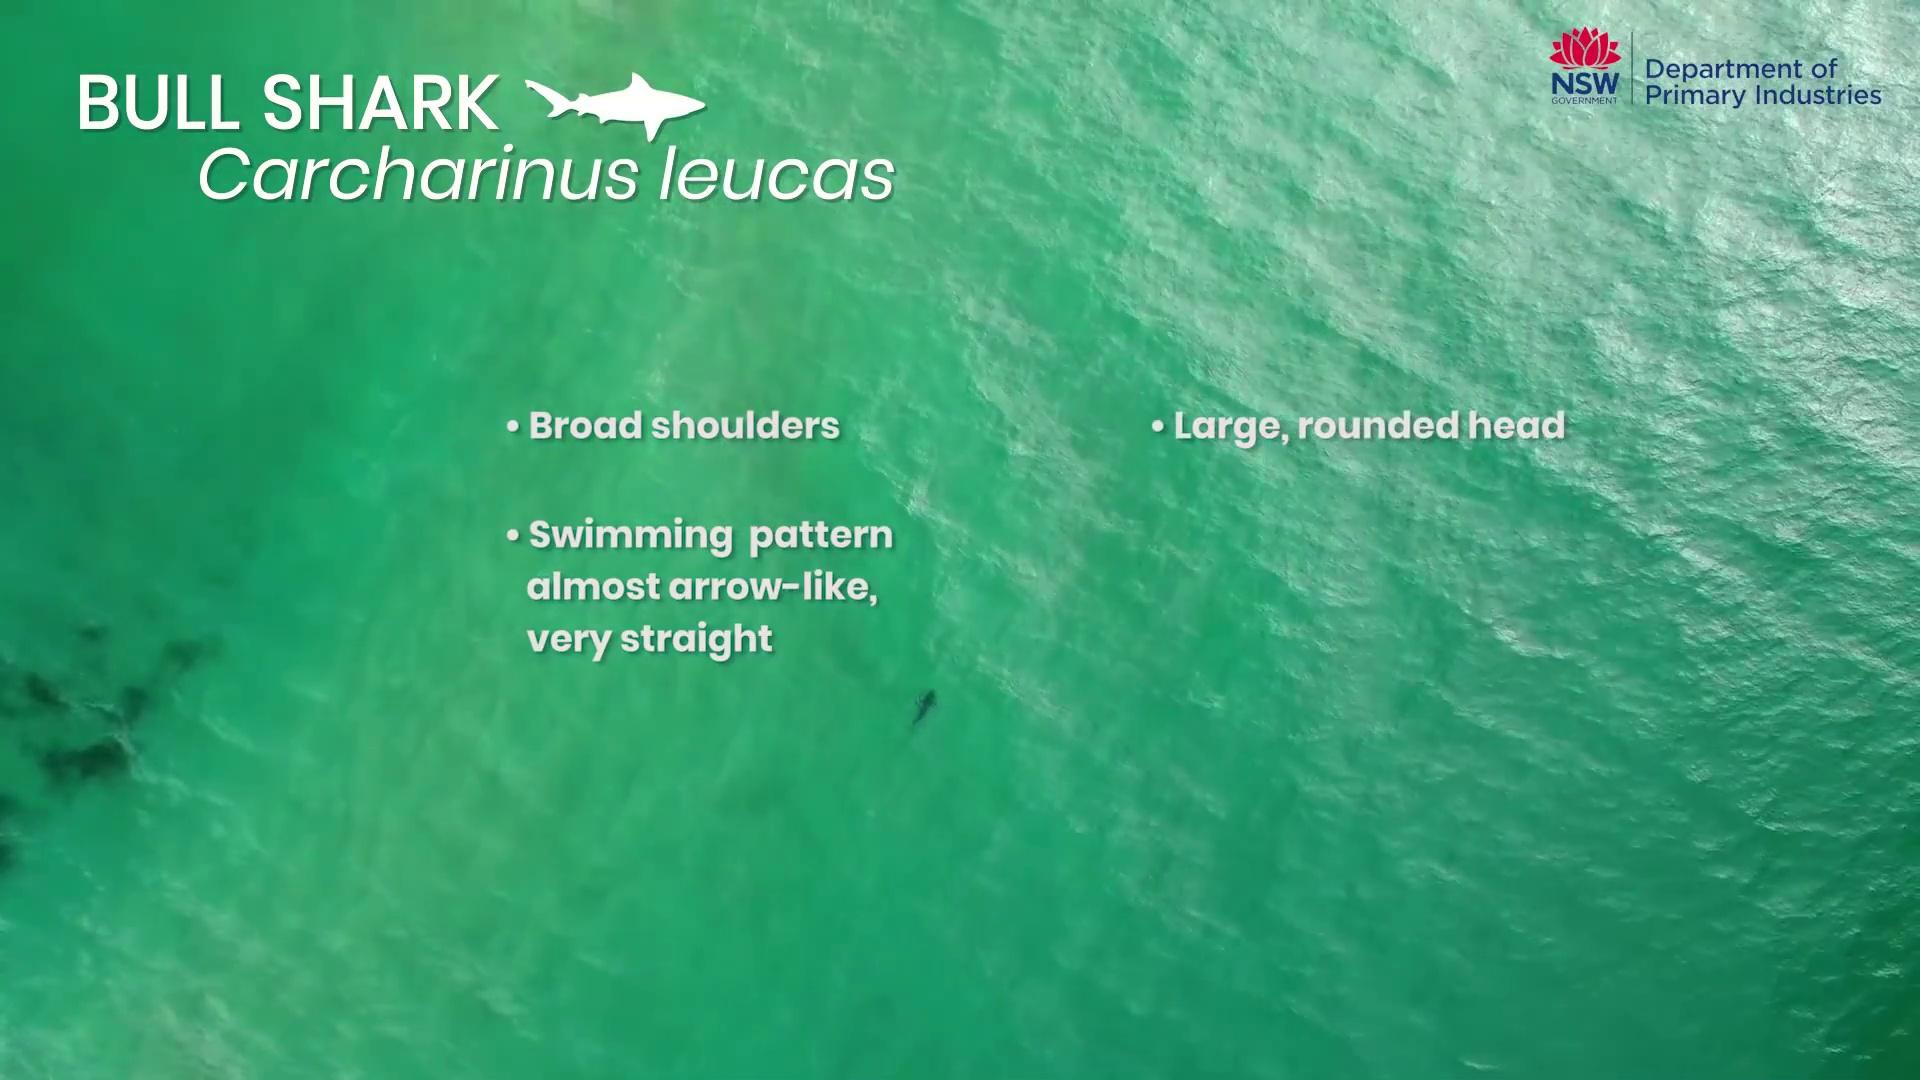 BULL SHARK
Carcharinus leucas
NSW
GOVERNMENT
Department of
Primary Industries
• Broad shoulders
• Swimming pattern
almost arrow-like,
very straight
• Large, rounded head